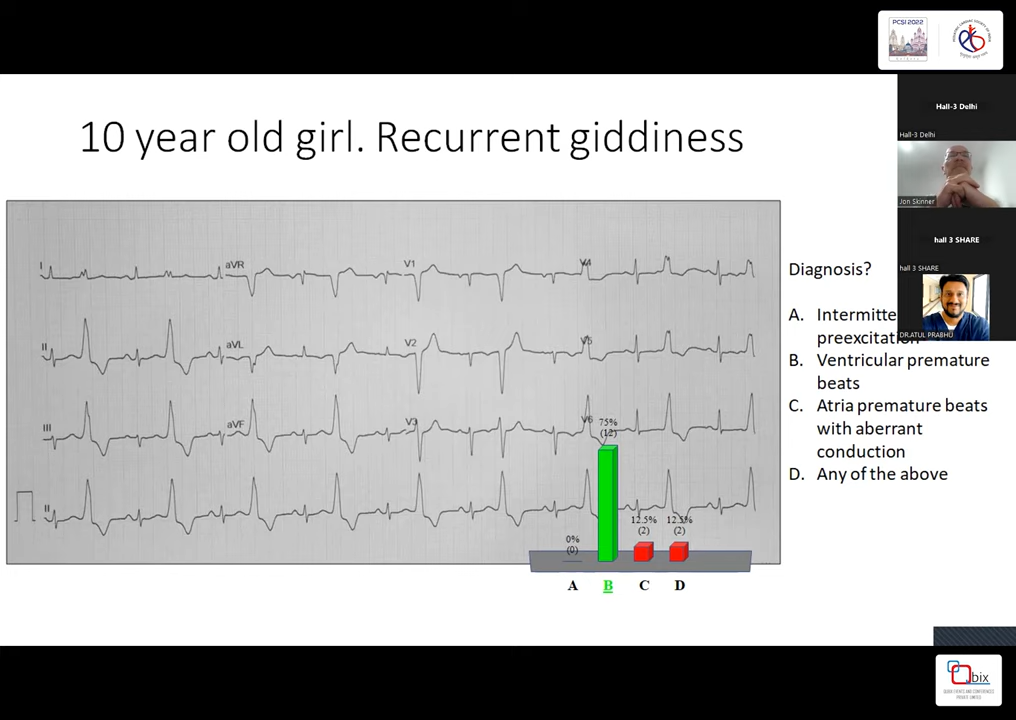 PCSI 2022
10 year old girl. Recurrent giddiness
Hall-3 Delhi
Hall-3 Delhi
Jon Skinner
hall 3 SHARE
hall 3 SHARE
DR.ATUL PRABHU
I
aVR
V1
V4
II
aVL
V2
V5
III
aVF
V3
V6
II
Diagnosis?
A. Intermitte
preexcitation
B. Ventricular premature
beats
C. Atria premature beats
with aberrant
conduction
D. Any of the above
0%
(0)
75%
(12)
12.5%
(2)
12.5%
(2)
A B C D
Qbix